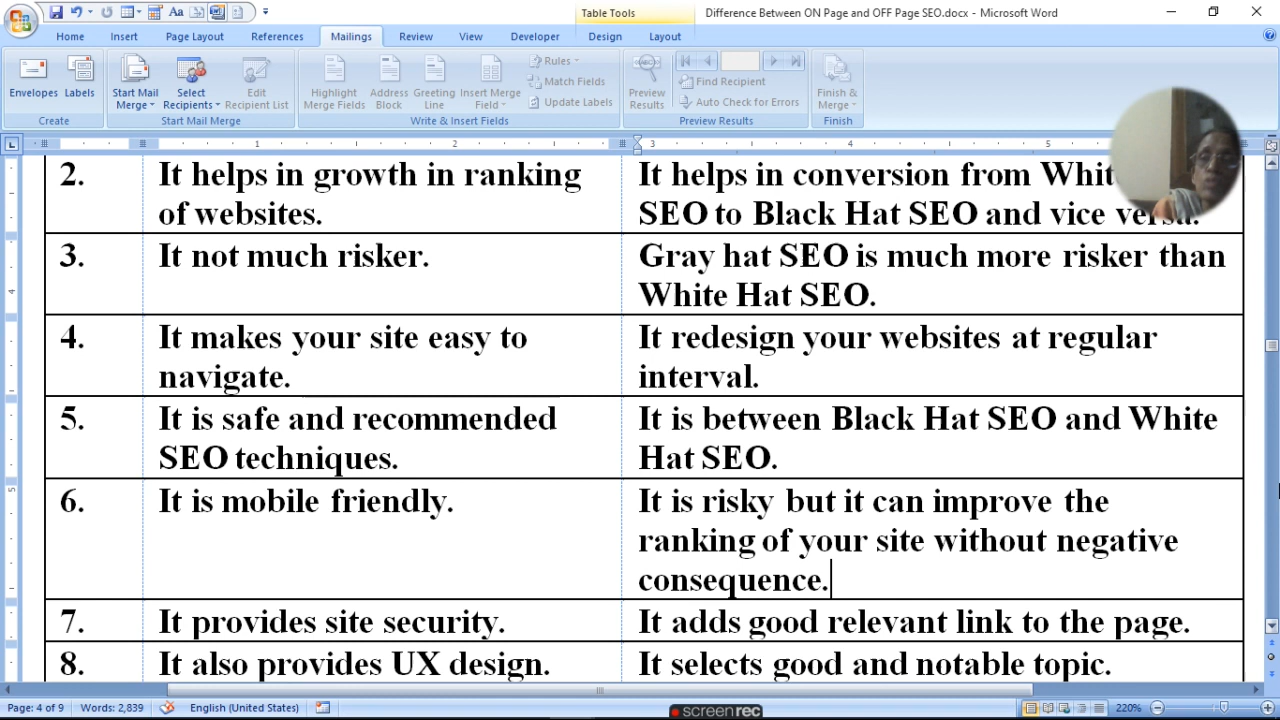 Table Tools
Difference Between ON Page and OFF Page SEO.docx - Microsoft Word
Home Insert Page Layout References Mailings Review View Developer Design Layout
Envelopes Labels
Create
Start Mail Merge Select Recipients Edit Recipient List
Start Mail Merge
Highlight Merge Fields Address Block Greeting Line Insert Merge Field
Rules
Match Fields
Update Labels
Write & Insert Fields
Preview Results
Find Recipient
Auto Check for Errors
Preview Results
Finish & Merge
Finish
1 2 3 4 5
2. It helps in growth in ranking
of websites.
It helps in conversion from
SEO to Black Hat SEO and vice versa.
3. It not much risker.
Gray hat SEO is much more risker than
White Hat SEO.
4. It makes your site easy to
navigate.
It redesign your websites at regular
interval.
5. It is safe and recommended
SEO techniques.
It is between Black Hat SEO and White
Hat SEO.
6. It is mobile friendly.
It is risky but it can improve the
ranking of your site without negative
consequence.
7. It provides site security.
It adds good relevant link to the page.
8. It also provides UX design.
It selects good and notable topic.
Page: 4 of 9 Words: 2,839 English (United States) 220%
screenrec